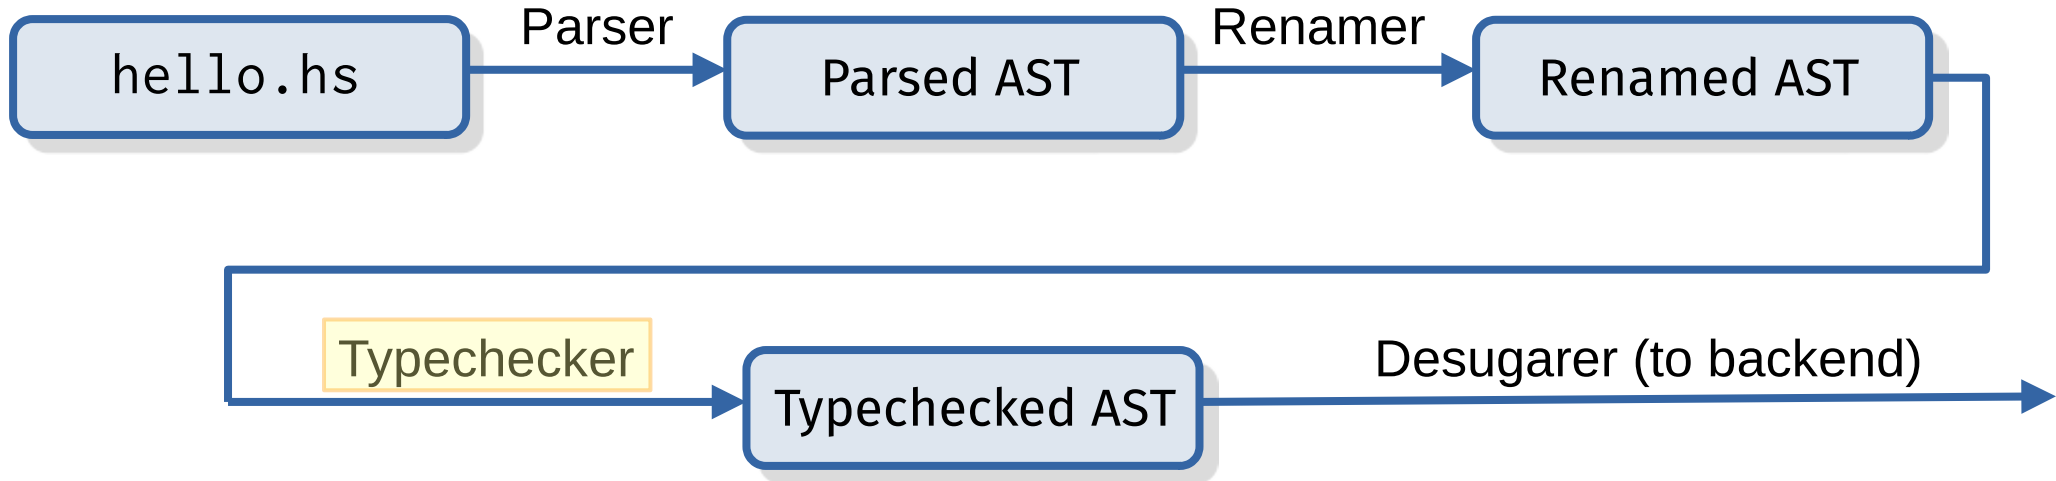 hello.hs
Parser
Parsed AST
Renamer
Renamed AST
Typechecker
Typechecked AST
Desugarer (to backend)